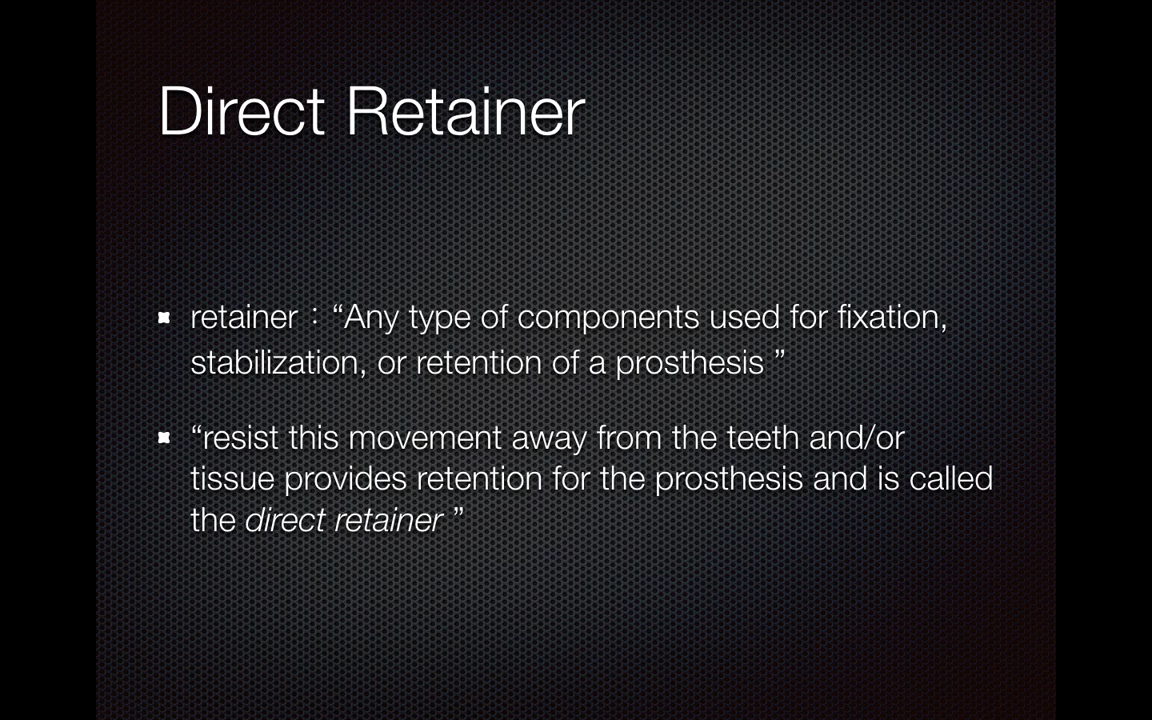 Direct Retainer
retainer：“Any type of components used for fixation,
stabilization, or retention of a prosthesis ”
“resist this movement away from the teeth and/or
tissue provides retention for the prosthesis and is called
the direct retainer ”